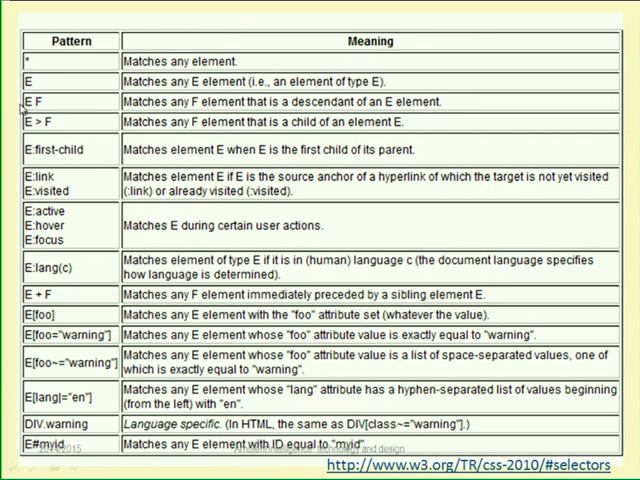 Pattern Meaning
* Matches any element.
E Matches any E element (i.e., an element of type E).
E F Matches any F element that is a descendant of an E element.
E > F Matches any F element that is a child of an element E.
E:first-child Matches element E when E is the first child of its parent.
E:link
E:visited
Matches element E if E is the source anchor of a hyperlink of which the target is not yet visited
(:link) or already visited (:visited).
E:active
E:hover
E:focus
Matches E during certain user actions.
E:lang(c)
Matches element of type E if it is in (human) language c (the document language specifies
how language is determined).
E + F Matches any F element immediately preceded by a sibling element E.
E[foo] Matches any E element with the "foo" attribute set (whatever the value).
E[foo="warning"] Matches any E element whose "foo" attribute value is exactly equal to "warning".
E[foo~="warning"]
Matches any E element whose "foo" attribute value is a list of space-separated values, one of
which is exactly equal to "warning".
E[lang|="en"]
Matches any E element whose "lang" attribute has a hyphen-separated list of values beginning
(from the left) with "en".
DIV.warning Language specific. (In HTML, the same as DIV[class~="warning"].)
E#myid Matches any E element with ID equal to "myid".
2014/2015 Ambient intelligence: technology and design
http://www.w3.org/TR/css-2010/#selectors